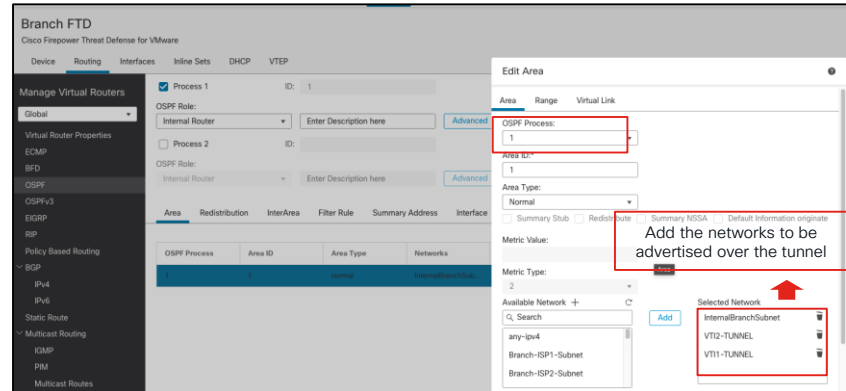 Branch FTD
Cisco Firepower Threat Defense for VMware
Device Routing Interfaces Inline Sets DHCP VTEP
Manage Virtual Routers
Global
Virtual Router Properties
ECMP
BFD
OSPF
OSPFv3
EIGRP
RIP
Policy Based Routing
BGP
IPv4
IPv6
Static Route
Multicast Routing
IGMP
PIM
Multicast Routes
Process 1 ID: 1
OSPF Role:
Internal Router Enter Description here Advanced
Process 2 ID:
OSPF Role:
Internal Router Enter Description here Advanced
Area Redistribution InterArea Filter Rule Summary Address Interface
OSPF Process Area ID Area Type Networks
1 1 normal InternalBranchSub...
Edit Area
Area Range Virtual Link
OSPF Process:
1
Area ID:*
1
Area Type:
Normal
Summary Stub Redistribute Summary NSSA Default Information originate
Metric Value:
Add the networks to be
advertised over the tunnel
Area
Metric Type:
2
Available Network
Search
Add
any-ipv4
Branch-ISP1-Subnet
Branch-ISP2-Subnet
Selected Network
InternalBranchSubnet
VTI2-TUNNEL
VTI1-TUNNEL